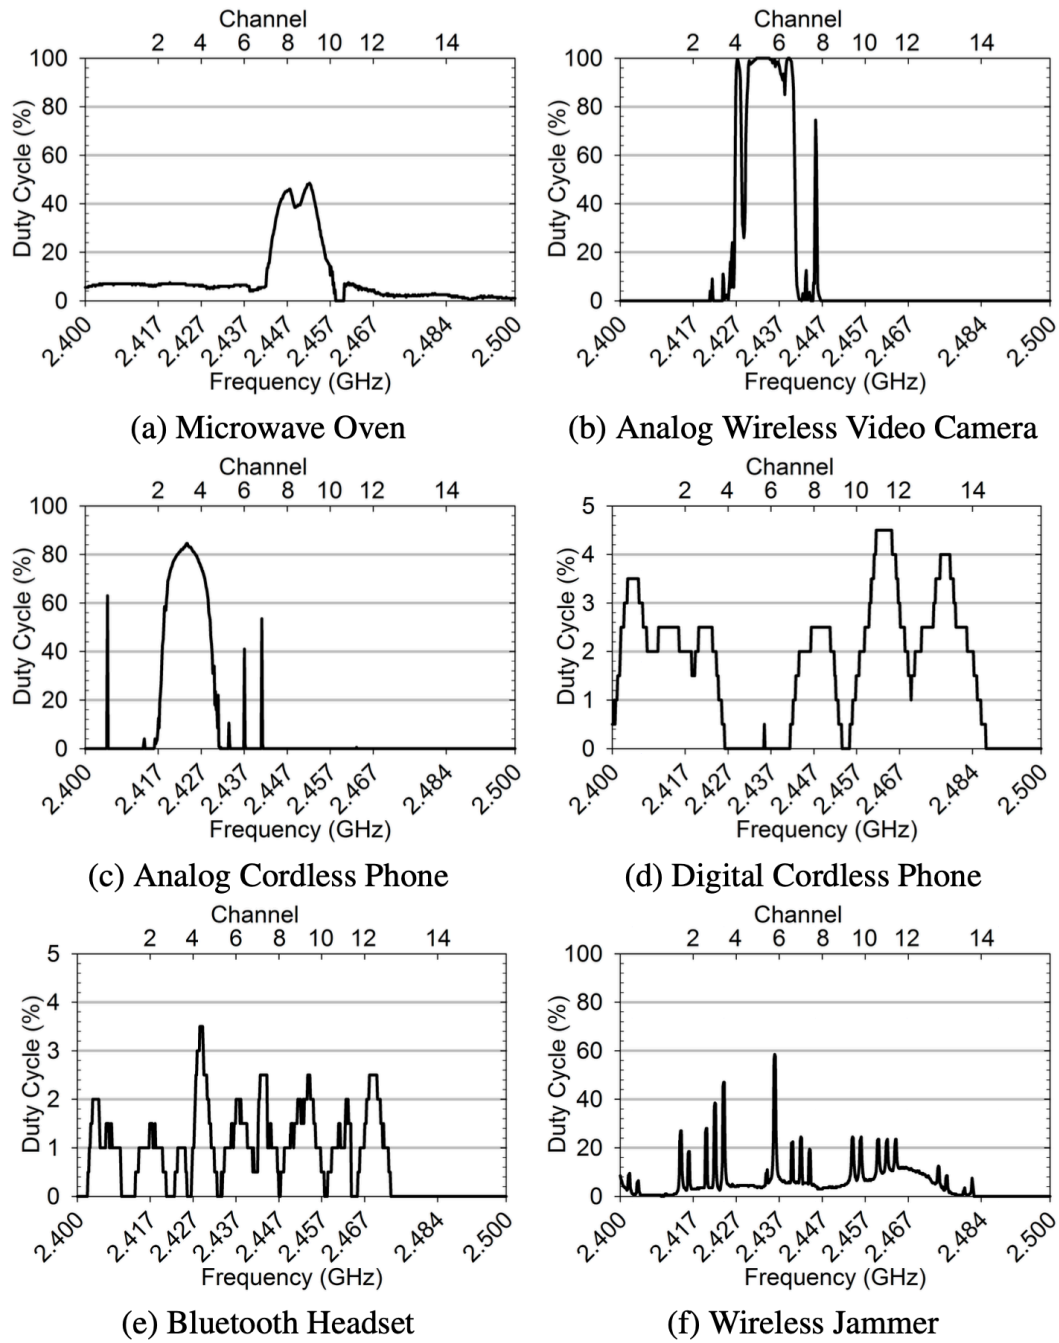 Channel
2 4 6 8 10 12 14
100
80
60
40
20
0
Duty Cycle (%)
2.400 2.417 2.427 2.437 2.447 2.457 2.467 2.484 2.500
Frequency (GHz)
(a) Microwave Oven
Channel
2 4 6 8 10 12 14
100
80
60
40
20
0
Duty Cycle (%)
2.400 2.417 2.427 2.437 2.447 2.457 2.467 2.484 2.500
Frequency (GHz)
(b) Analog Wireless Video Camera
Channel
2 4 6 8 10 12 14
100
80
60
40
20
0
Duty Cycle (%)
2.400 2.417 2.427 2.437 2.447 2.457 2.467 2.484 2.500
Frequency (GHz)
(c) Analog Cordless Phone
Channel
2 4 6 8 10 12 14
5
4
3
2
1
0
Duty Cycle (%)
2.400 2.417 2.427 2.437 2.447 2.457 2.467 2.484 2.500
Frequency (GHz)
(d) Digital Cordless Phone
Channel
2 4 6 8 10 12 14
5
4
3
2
1
0
Duty Cycle (%)
2.400 2.417 2.427 2.437 2.447 2.457 2.467 2.484 2.500
Frequency (GHz)
(e) Bluetooth Headset
Channel
2 4 6 8 10 12 14
100
80
60
40
20
0
Duty Cycle (%)
2.400 2.417 2.427 2.437 2.447 2.457 2.467 2.484 2.500
Frequency (GHz)
(f) Wireless Jammer